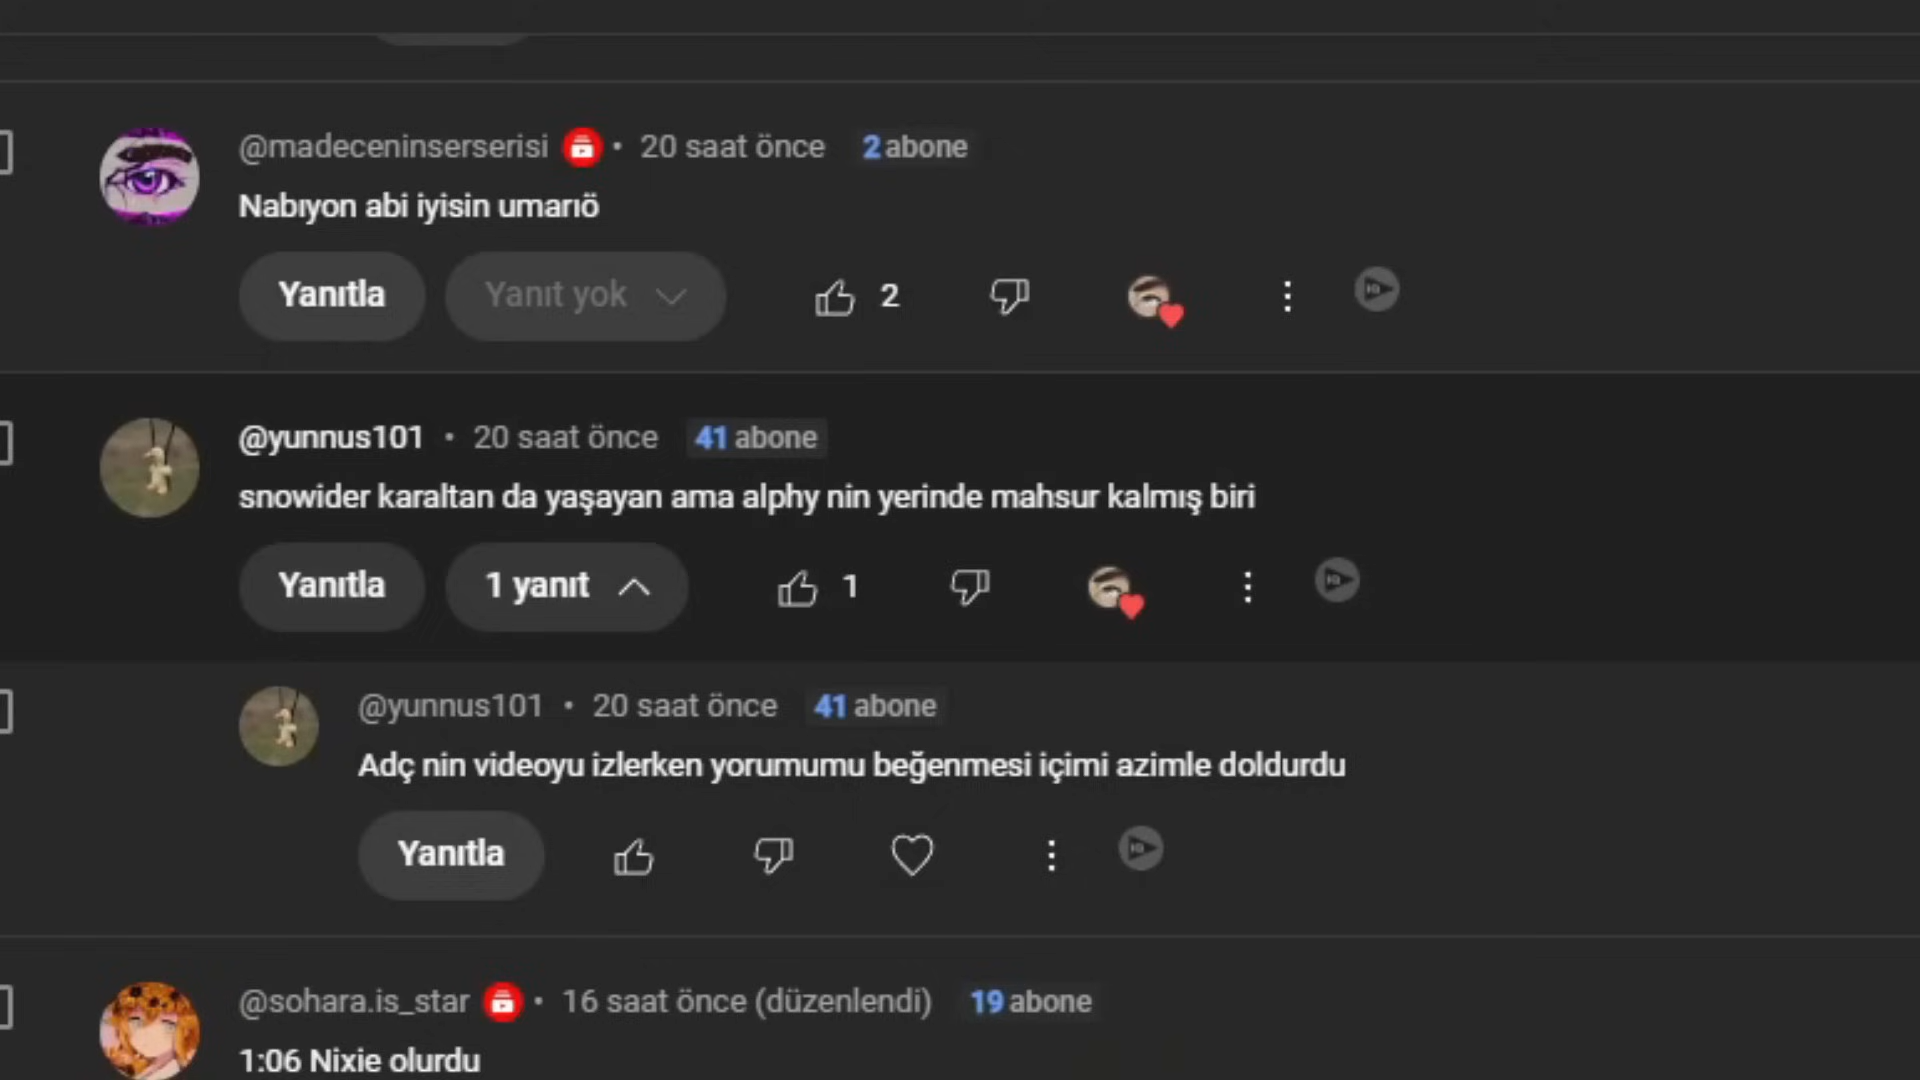 @madeceninserserisi • 20 saat önce 2 abone
Nabıyon abi iyisin umarıö
Yanıtla Yanıt yok 2
@yunnus101 • 20 saat önce 41 abone
snowider karaltan da yaşayan ama alphy nin yerinde mahsur kalmış biri
Yanıtla 1 yanıt 1
@yunnus101 • 20 saat önce 41 abone
Adç nin videoyu izlerken yorumumu beğenmesi içimi azimle doldurdu
Yanıtla
@sohara.is_star • 16 saat önce (düzenlendi) 19 abone
1:06 Nixie olurdu